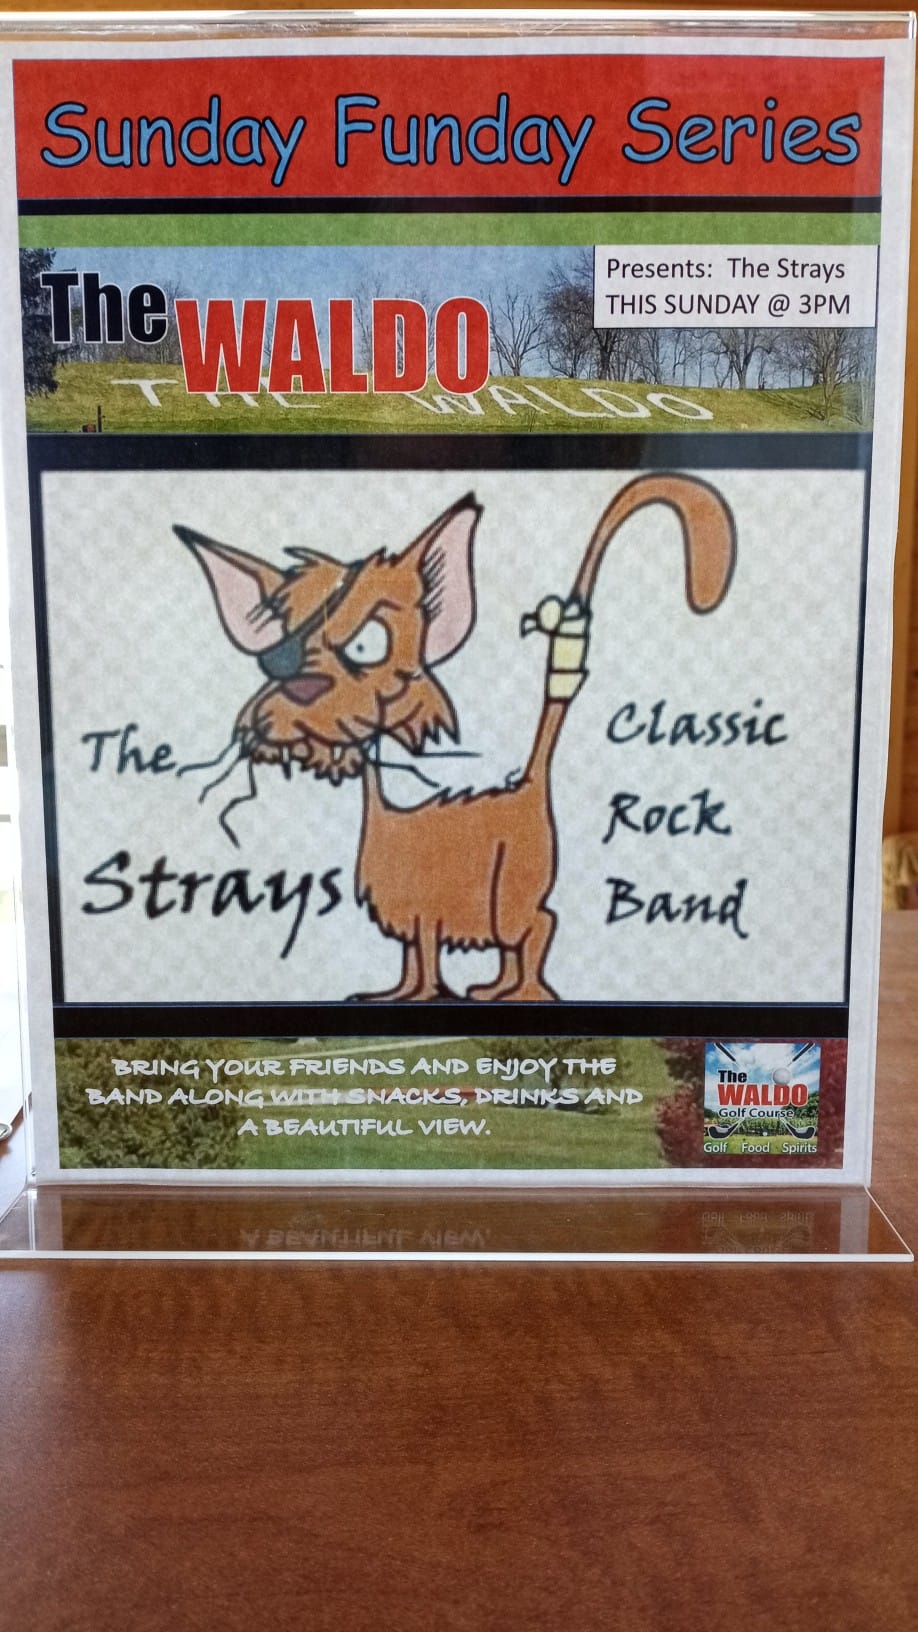 Sunday Funday Series
The WALDO
Presents: The Strays
THIS SUNDAY @ 3PM
THE WALDO
The
Strays
Classic
Rock
Band
BRING YOUR FRIENDS AND ENJOY THE
BAND ALONG WITH SNACKS, DRINKS AND
A BEAUTIFUL VIEW.
The
WALDO
Golf Course
Golf Food Spirits